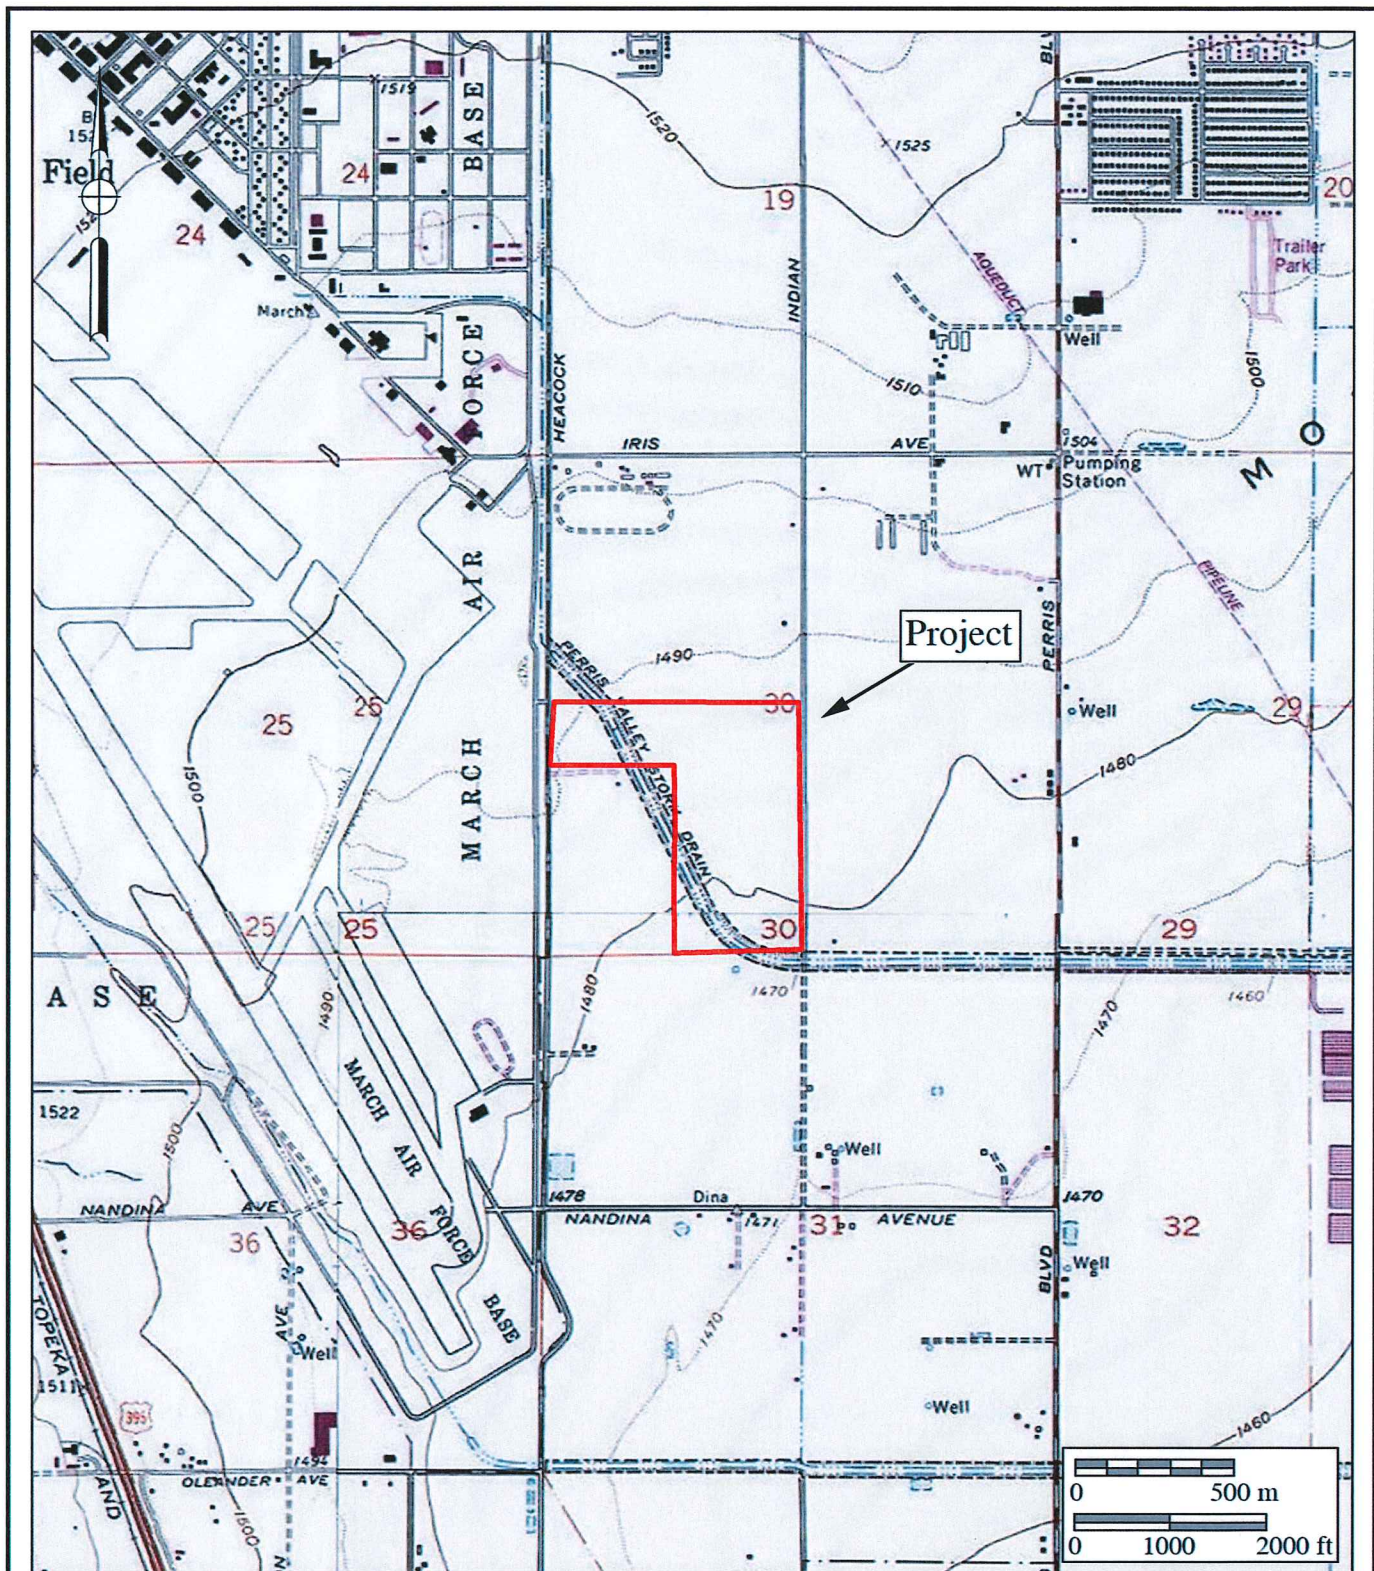 BASE
BLV
1519
1520
1525
Field
24
24
19
20
Trailer
Park
AQUEDUCT
INDIAN
March
FORCE
HEACOCK
Well
1510
1500
IRIS AVE
1504
WT
Pumping
Station
M
AIR
PIPELINE
PERRIS
Project
PERRIS VALLEY STORM DRAIN
1490
30
25
25
29
Well
1500
MARCH
1480
25
25
30
29
ASE
1490
1480
1470
1460
1470
MARCH AIR FORCE BASE
1522
1500
Well
NANDINA AVE
1478
Dina
1471
NANDINA AVENUE
1470
36
36
31
32
Well
BLVD
TOPEKA
AVE
Well
1470
1511
395
Well
1460
1494
OLEANDER AVE
AND
1500
N
0 500 m
0 1000 2000 ft